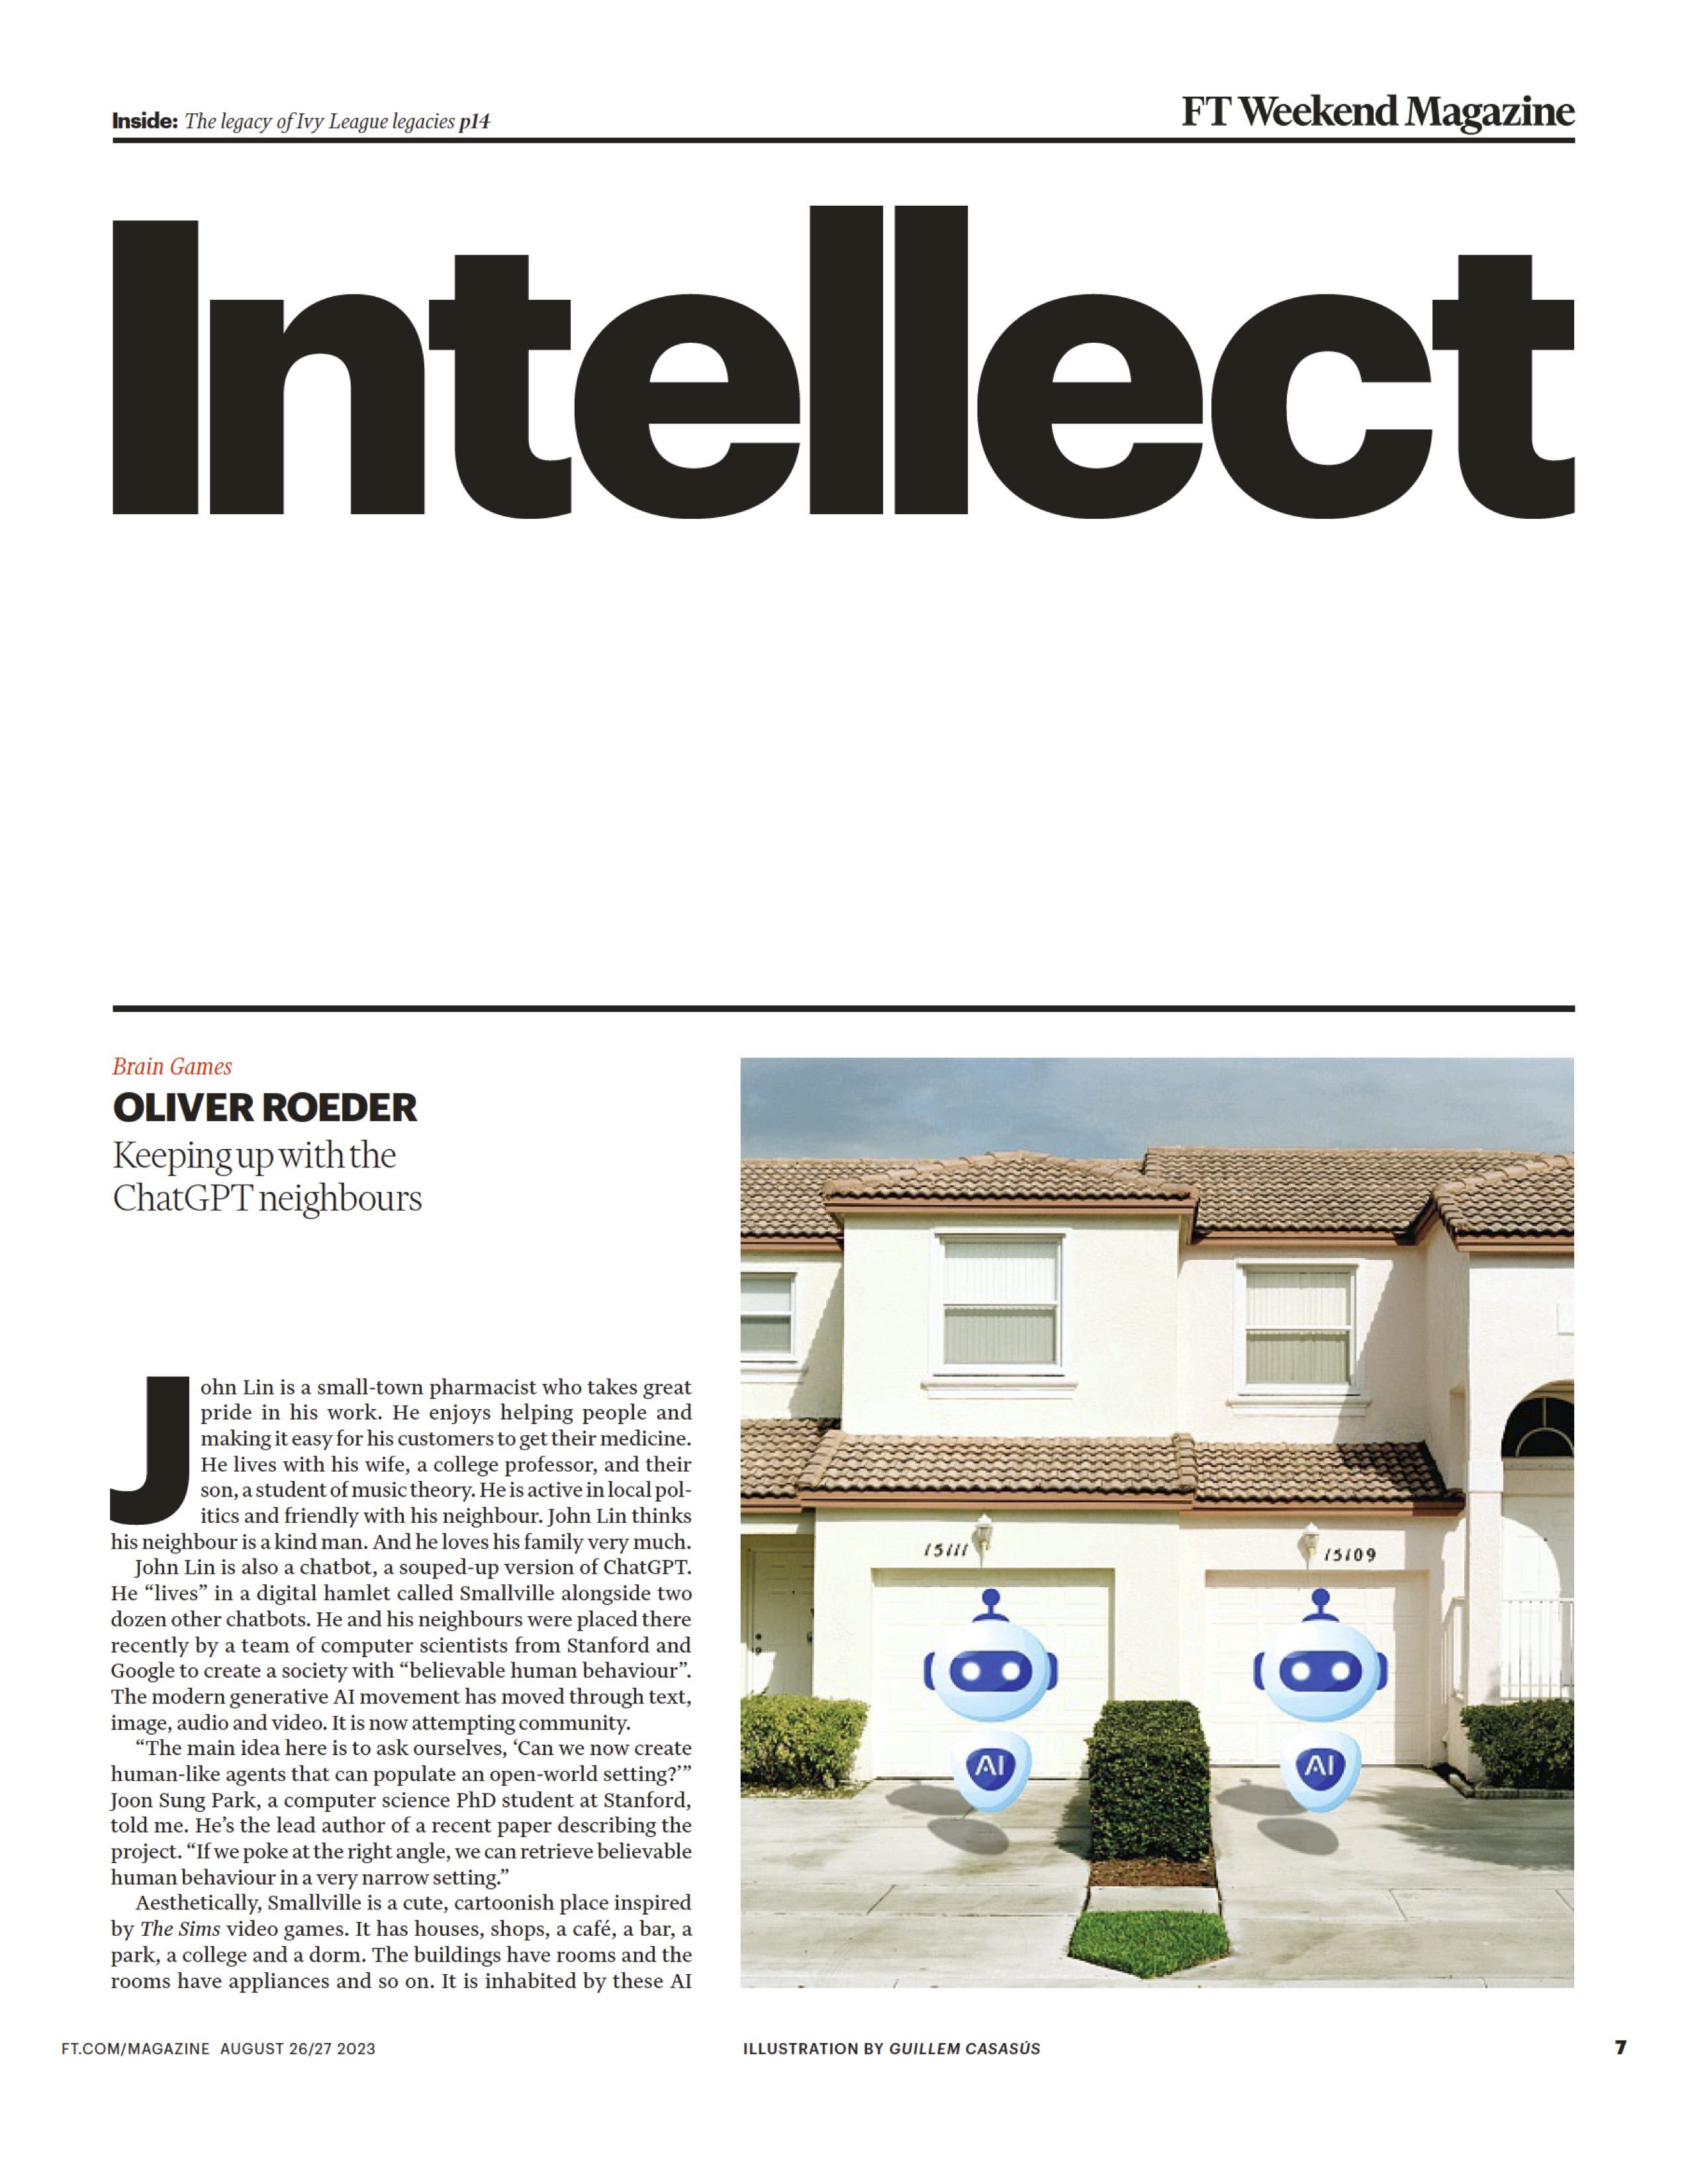 Inside: The legacy of Ivy League legacies p14
FT Weekend Magazine
Intellect
Brain Games
OLIVER ROEDER
Keeping up with the
ChatGPT neighbours
John Lin is a small-town pharmacist who takes great
pride in his work. He enjoys helping people and
making it easy for his customers to get their medicine.
He lives with his wife, a college professor, and their
son, a student of music theory. He is active in local pol-
itics and friendly with his neighbour. John Lin thinks
his neighbour is a kind man. And he loves his family very much.
John Lin is also a chatbot, a souped-up version of ChatGPT.
He “lives” in a digital hamlet called Smallville alongside two
dozen other chatbots. He and his neighbours were placed there
recently by a team of computer scientists from Stanford and
Google to create a society with “believable human behaviour”.
The modern generative AI movement has moved through text,
image, audio and video. It is now attempting community.
“The main idea here is to ask ourselves, ‘Can we now create
human-like agents that can populate an open-world setting?’”
Joon Sung Park, a computer science PhD student at Stanford,
told me. He’s the lead author of a recent paper describing the
project. “If we poke at the right angle, we can retrieve believable
human behaviour in a very narrow setting.”
Aesthetically, Smallville is a cute, cartoonish place inspired
by The Sims video games. It has houses, shops, a café, a bar, a
park, a college and a dorm. The buildings have rooms and the
rooms have appliances and so on. It is inhabited by these AI
15111
15109
AI
AI
FT.COM/MAGAZINE AUGUST 26/27 2023
ILLUSTRATION BY GUILLEM CASASÚS
7